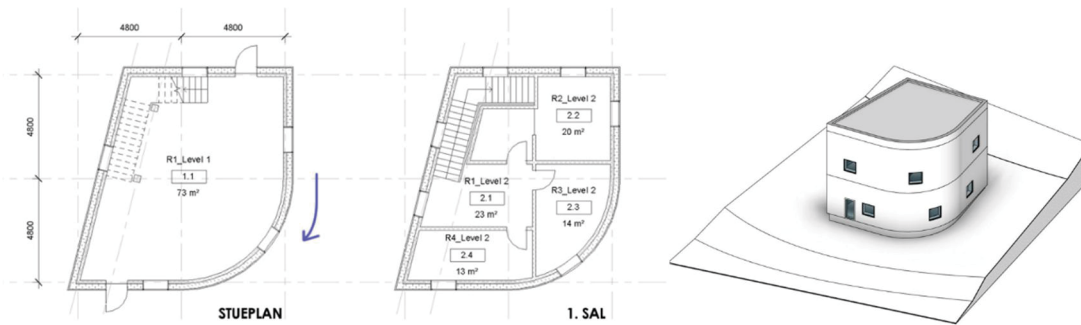 4800
4800
4800
4800
R1_Level 1
1.1
73 m²
STUEPLAN
R2_Level 2
2.2
20 m²
R1_Level 2
2.1
23 m²
R3_Level 2
2.3
14 m²
R4_Level 2
2.4
13 m²
1. SAL